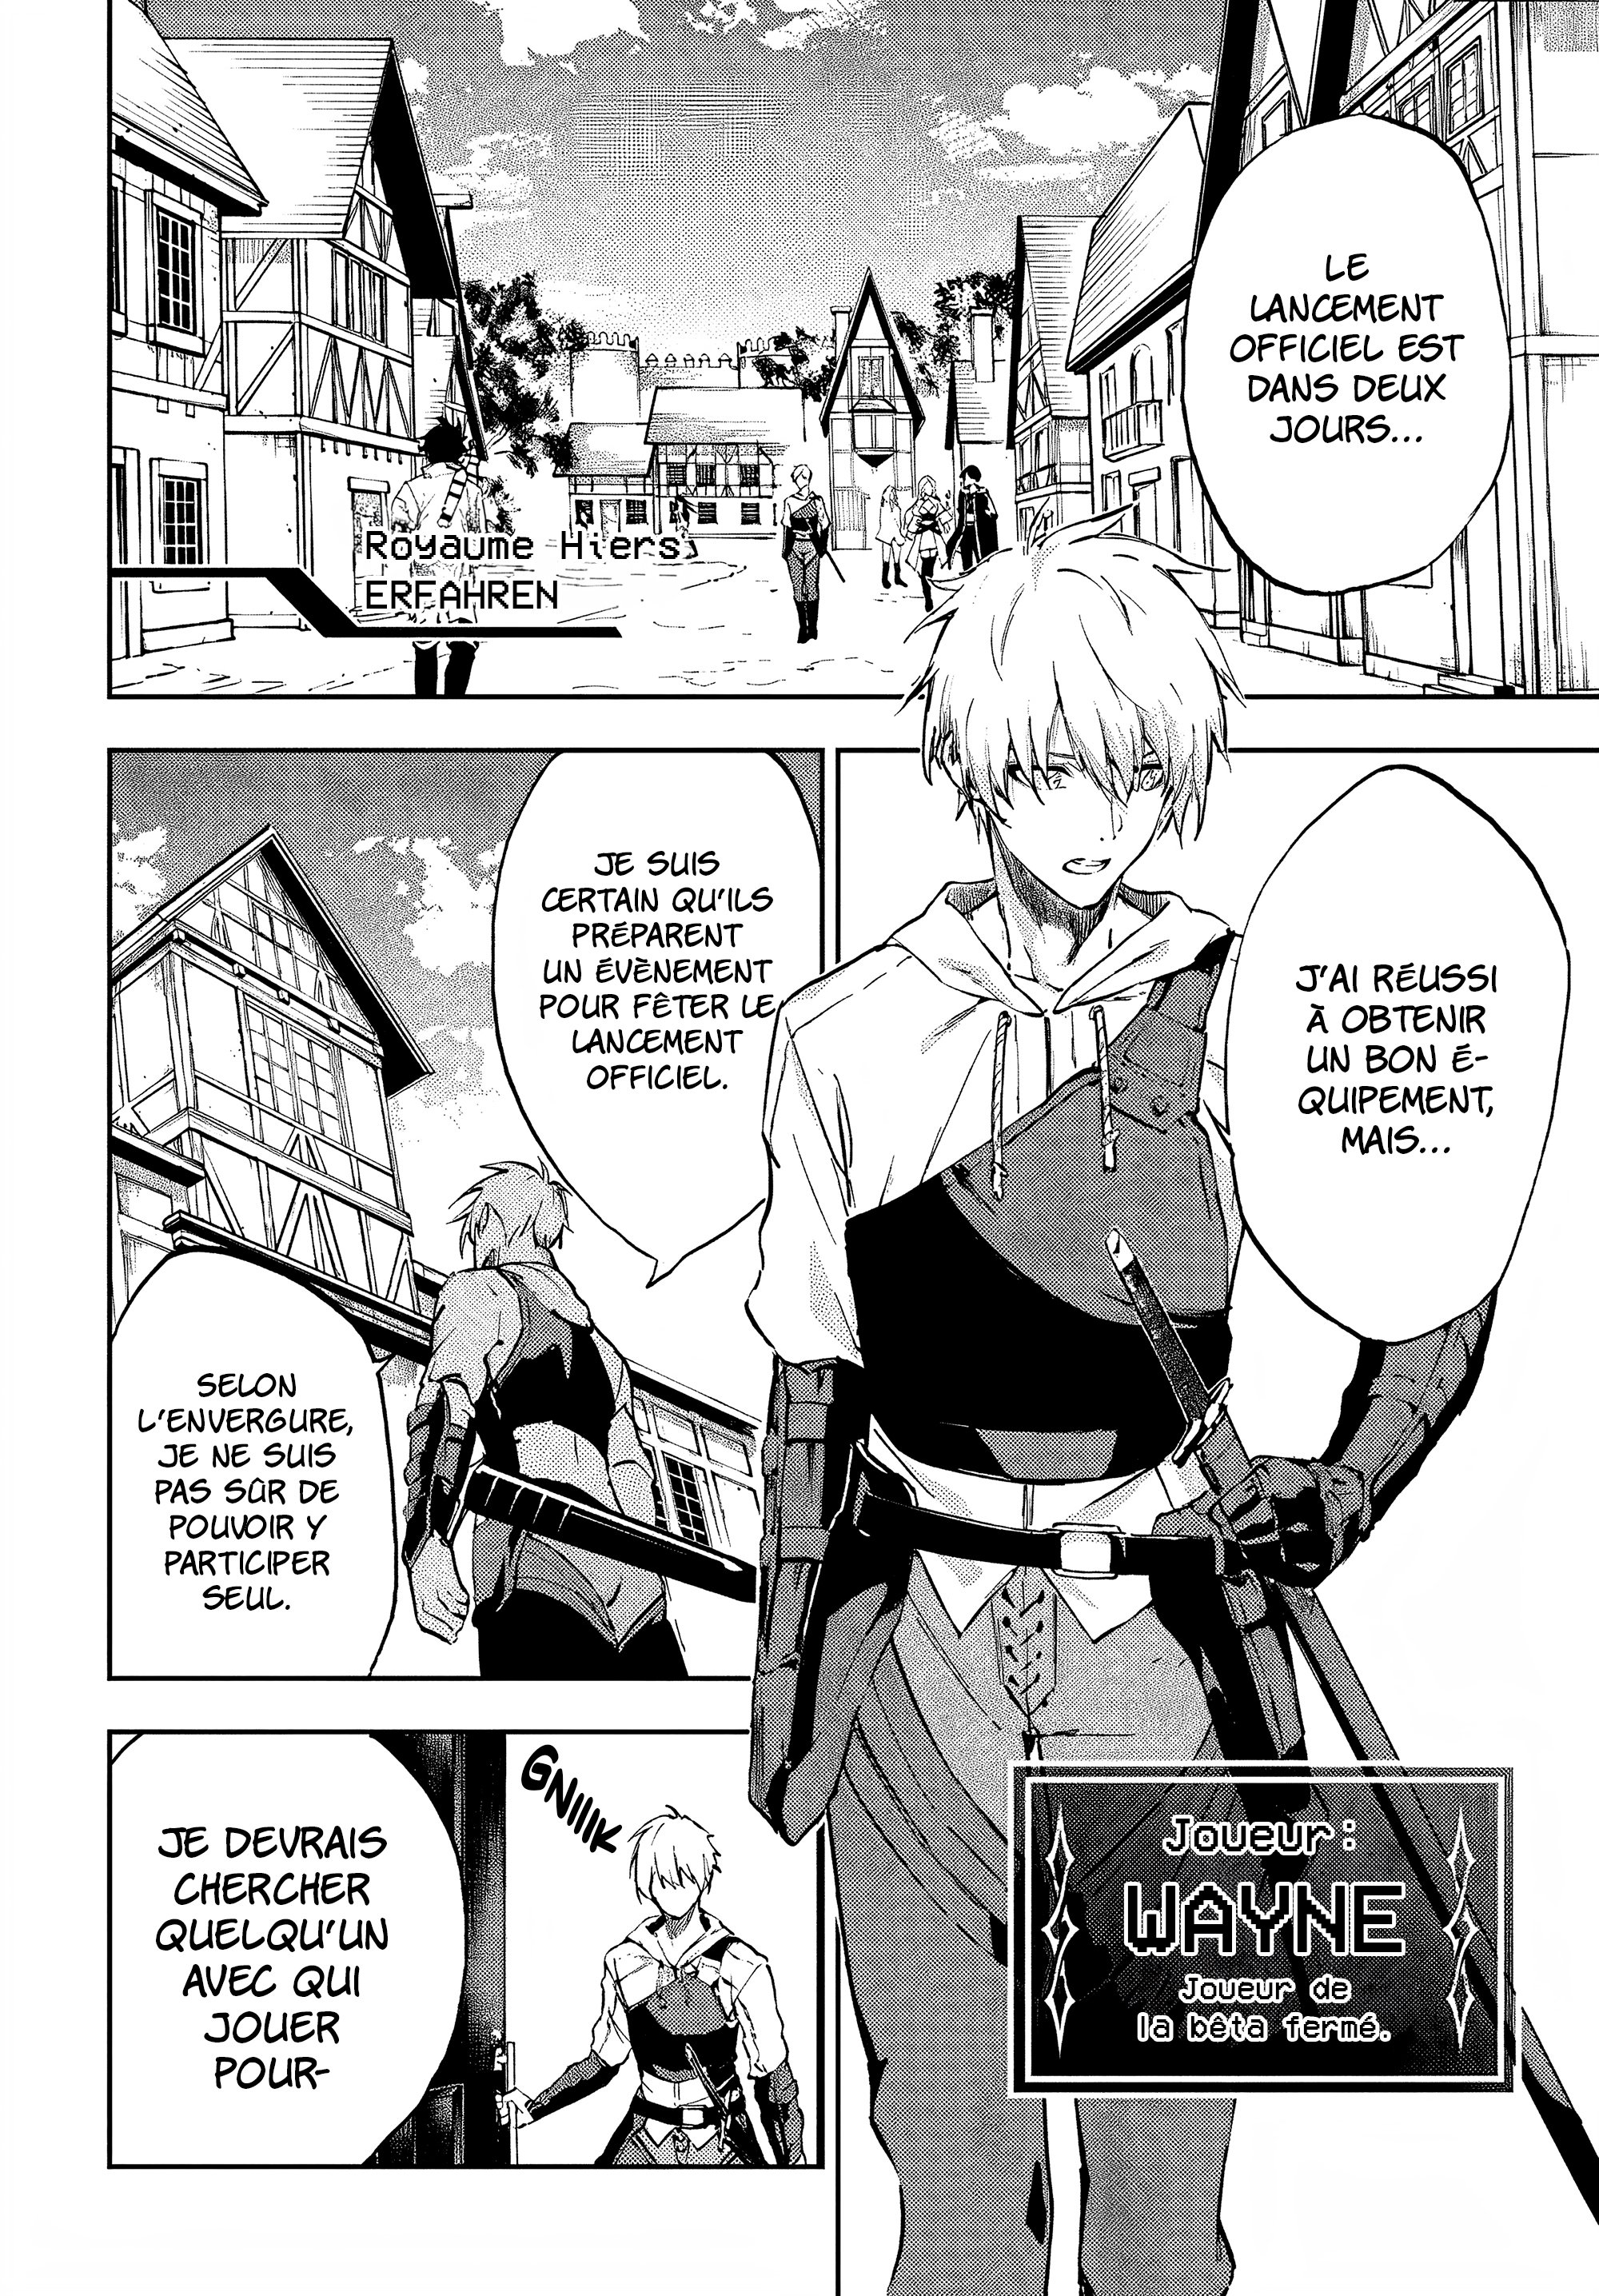 LE
LANCEMENT
OFFICIEL EST
DANS DEUX
JOURS...
Royaume Hiers
ERFAHREN
J'AI RÉUSSI
À OBTENIR
UN BON É-
QUIPEMENT,
MAIS...
Joueur:
WAYNE
Joueur de
la bêta fermé.
JE SUIS
CERTAIN QU'ILS
PRÉPARENT
UN ÉVÈNEMENT
POUR FÊTER LE
LANCEMENT
OFFICIEL.
SELON
L'ENVERGURE,
JE NE SUIS
PAS SÛR DE
POUVOIR Y
PARTICIPER
SEUL.
GNIIIK
JE DEVRAIS
CHERCHER
QUELQU'UN
AVEC QUI
JOUER
POUR-